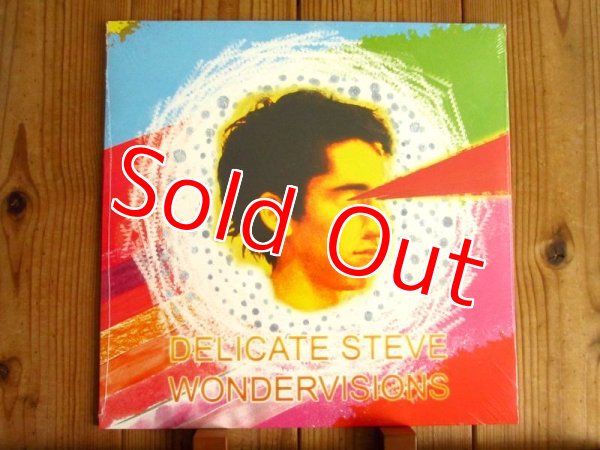 Sold Out
DELICATE STEVE
WONDERVISIONS